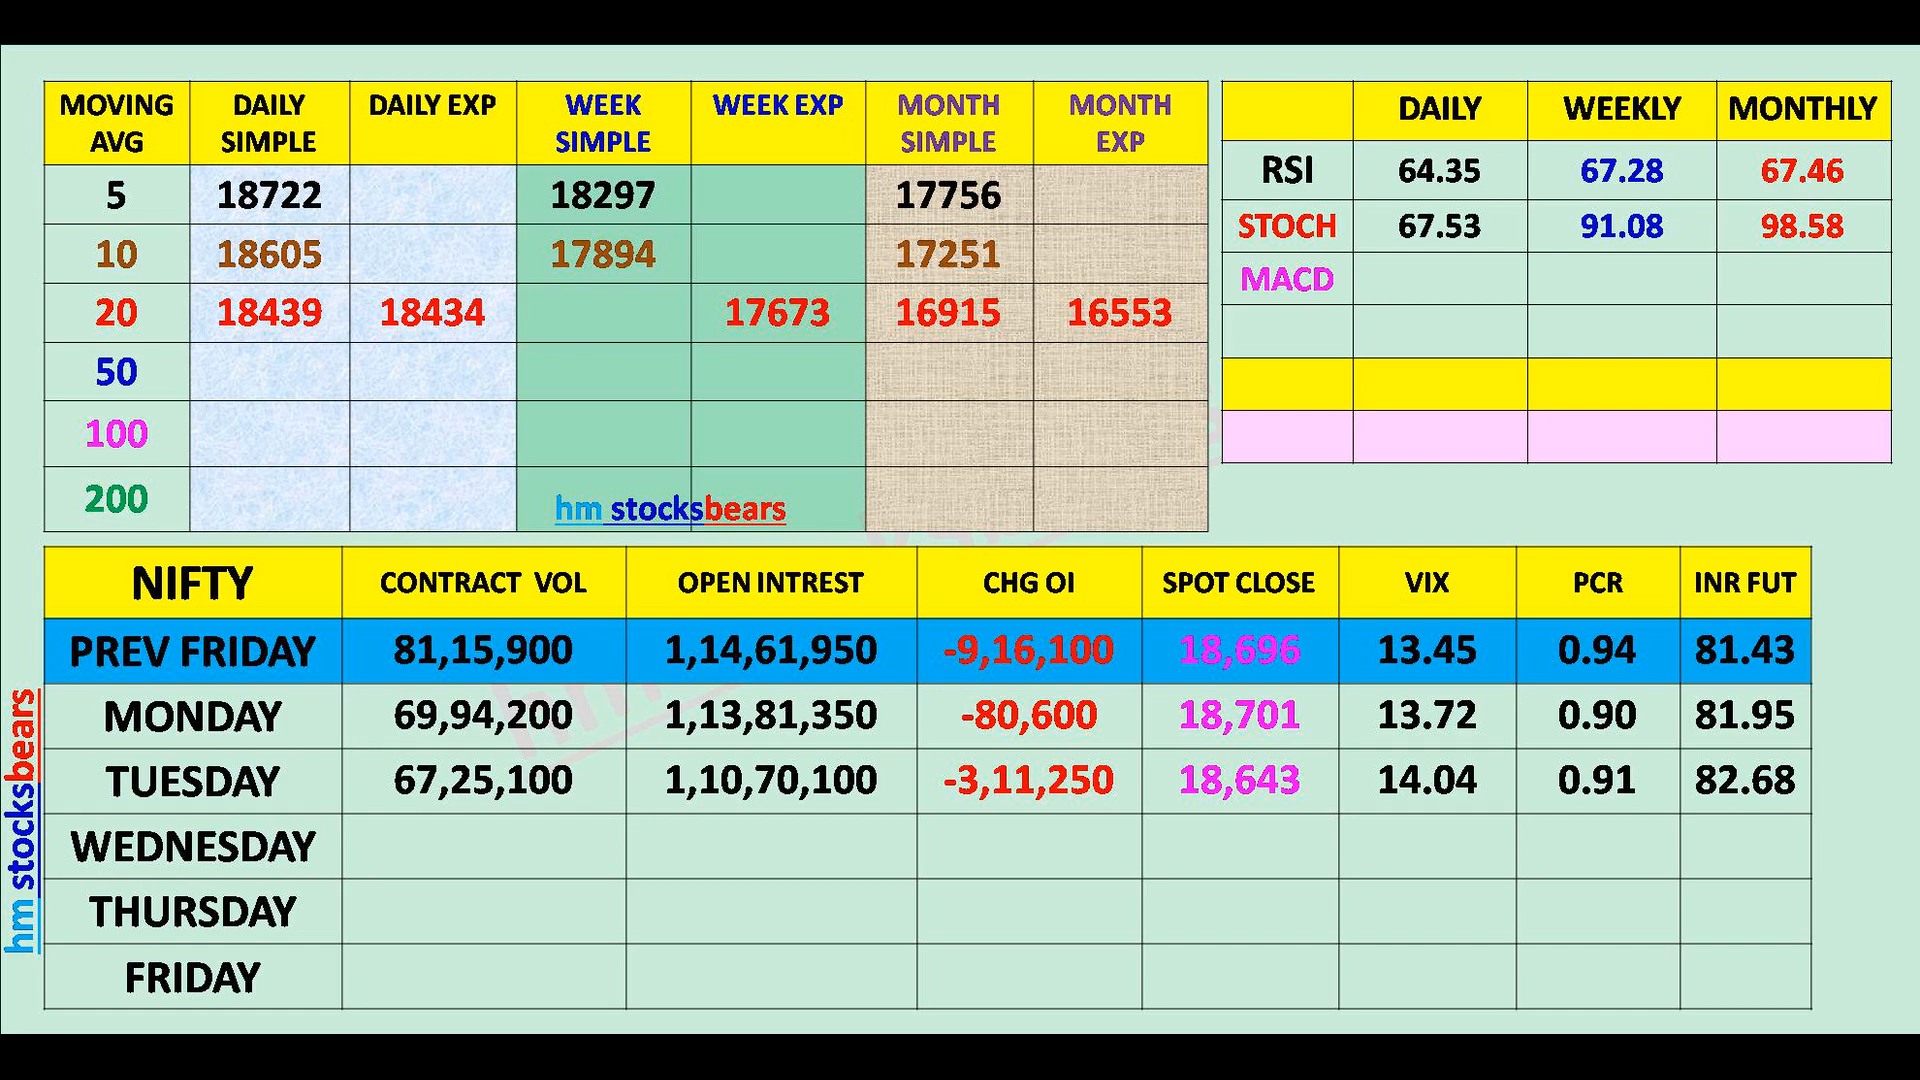 MOVING AVG DAILY SIMPLE DAILY EXP WEEK SIMPLE WEEK EXP MONTH SIMPLE MONTH EXP
5 18722 18297 17756
10 18605 17894 17251
20 18439 18434 17673 16915 16553
50
100
200
hm stocksbears
DAILY WEEKLY MONTHLY
RSI 64.35 67.28 67.46
STOCH 67.53 91.08 98.58
MACD
NIFTY CONTRACT VOL OPEN INTREST CHG OI SPOT CLOSE VIX PCR INR FUT
PREV FRIDAY 81,15,900 1,14,61,950 -9,16,100 18,696 13.45 0.94 81.43
MONDAY 69,94,200 1,13,81,350 -80,600 18,701 13.72 0.90 81.95
TUESDAY 67,25,100 1,10,70,100 -3,11,250 18,643 14.04 0.91 82.68
WEDNESDAY
THURSDAY
FRIDAY
hm stocksbears